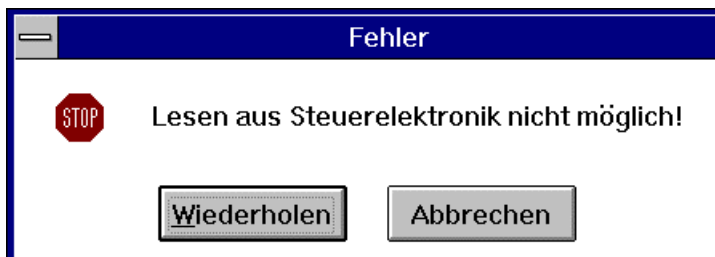 Fehler
STOP
Lesen aus Steuerelektronik nicht möglich!
Wiederholen
Abbrechen